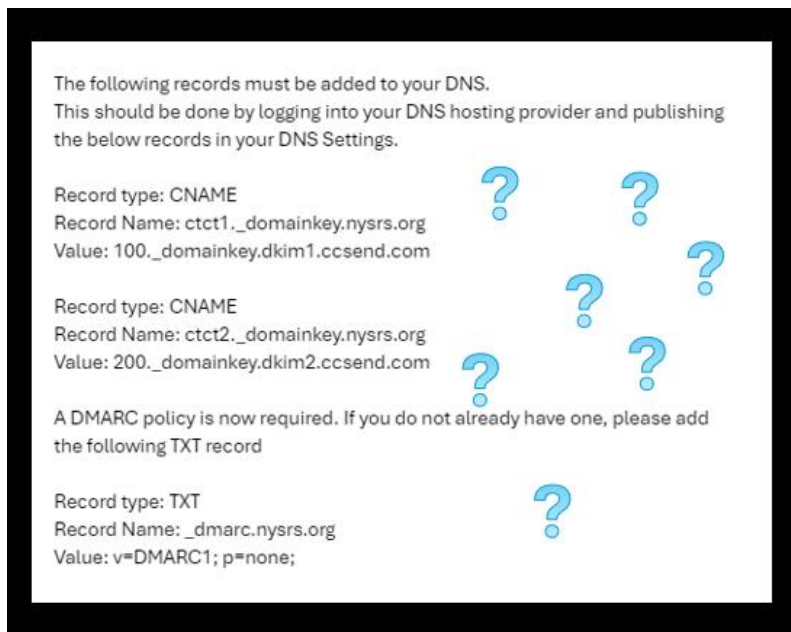 The following records must be added to your DNS.
This should be done by logging into your DNS hosting provider and publishing
the below records in your DNS Settings.
Record type: CNAME
Record Name: ctct1._domainkey.nysrs.org
Value: 100._domainkey.dkim1.ccsend.com
Record type: CNAME
Record Name: ctct2._domainkey.nysrs.org
Value: 200._domainkey.dkim2.ccsend.com
A DMARC policy is now required. If you do not already have one, please add
the following TXT record
Record type: TXT
Record Name: _dmarc.nysrs.org
Value: v=DMARC1; p=none;